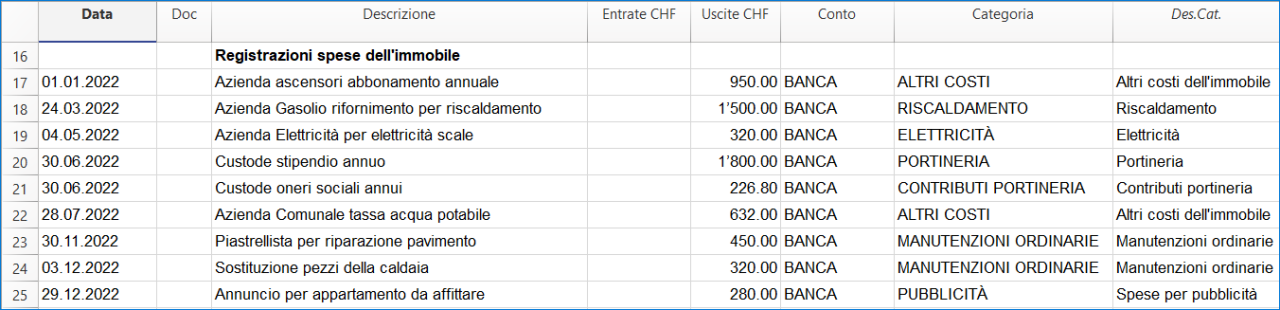 Data Doc Descrizione Entrate CHF Uscite CHF Conto Categoria Des.Cat.
16 Registrazioni spese dell'immobile
17 01.01.2022 Azienda ascensori abbonamento annuale 950.00 BANCA ALTRI COSTI Altri costi dell'immobile
18 24.03.2022 Azienda Gasolio rifornimento per riscaldamento 1'500.00 BANCA RISCALDAMENTO Riscaldamento
19 04.05.2022 Azienda Elettricità per elettricità scale 320.00 BANCA ELETTRICITÀ Elettricità
20 30.06.2022 Custode stipendio annuo 1'800.00 BANCA PORTINERIA Portineria
21 30.06.2022 Custode oneri sociali annui 226.80 BANCA CONTRIBUTI PORTINERIA Contributi portineria
22 28.07.2022 Azienda Comunale tassa acqua potabile 632.00 BANCA ALTRI COSTI Altri costi dell'immobile
23 30.11.2022 Piastrellista per riparazione pavimento 450.00 BANCA MANUTENZIONI ORDINARIE Manutenzioni ordinarie
24 03.12.2022 Sostituzione pezzi della caldaia 320.00 BANCA MANUTENZIONI ORDINARIE Manutenzioni ordinarie
25 29.12.2022 Annuncio per appartamento da affittare 280.00 BANCA PUBBLICITÀ Spese per pubblicità